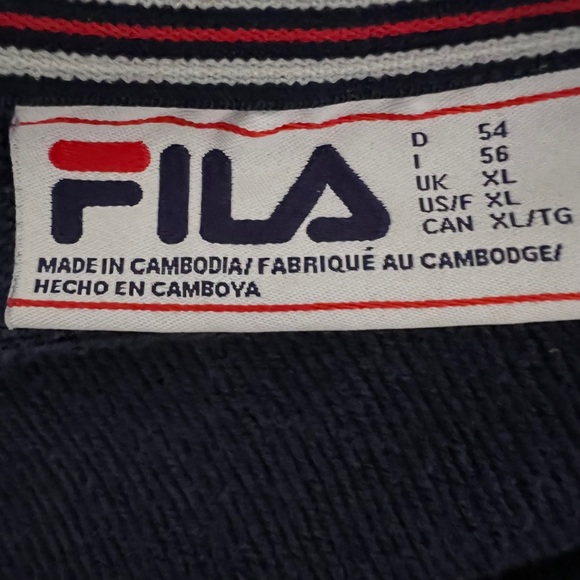 FILA
D 54
I 56
UK XL
US/F XL
CAN XL/TG
MADE IN CAMBODIA/ FABRIQUÉ AU CAMBODGE/
HECHO EN CAMBOYA